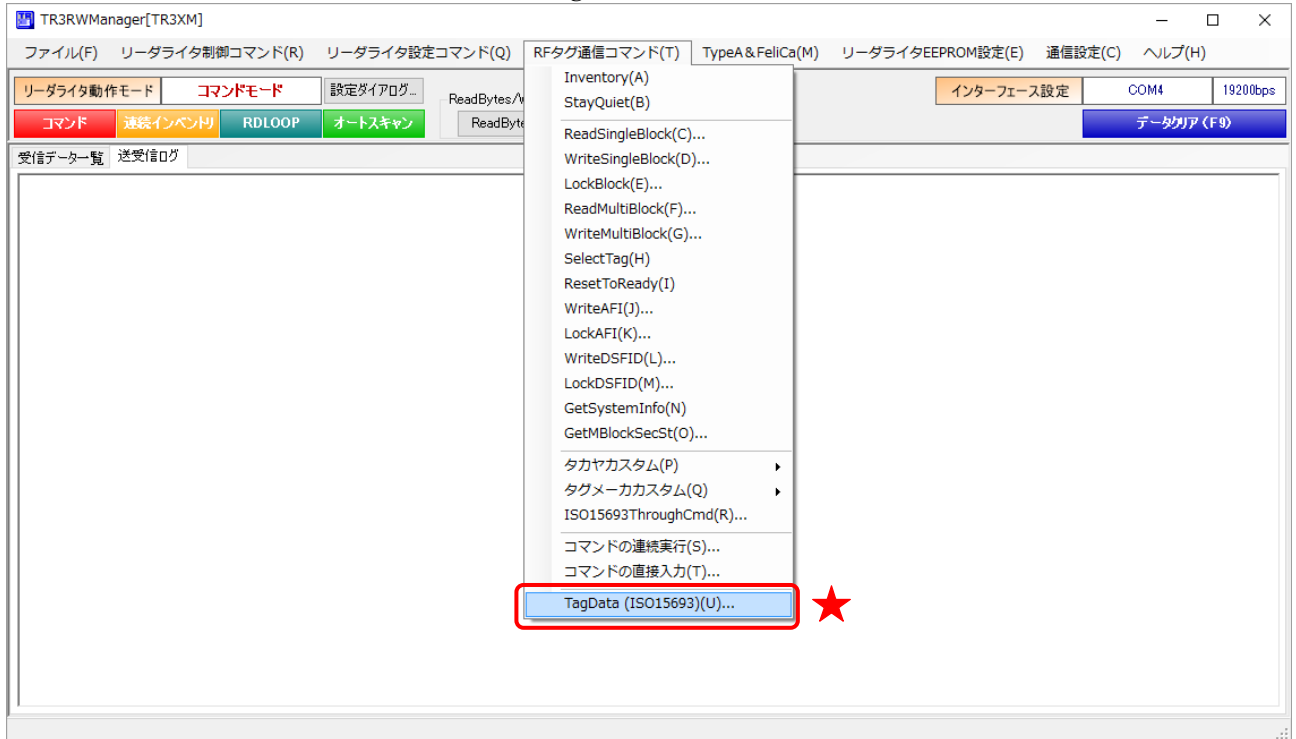 TR3RWManager[TR3XM]
ファイル(F) リーダライタ制御コマンド(R) リーダライタ設定コマンド(Q) RFタグ通信コマンド(T) TypeA＆FeliCa(M) リーダライタEEPROM設定(E) 通信設定(C) ヘルプ(H)
リーダライタ動作モード コマンドモード 設定ダイアログ... ReadBytes/ インターフェース設定 COM4 19200bps
コマンド 連続インベントリ RDLOOP オートスキャン ReadByte データクリア（F9）
受信データ一覧 送受信ログ
Inventory(A)
StayQuiet(B)
ReadSingleBlock(C)...
WriteSingleBlock(D)...
LockBlock(E)...
ReadMultiBlock(F)...
WriteMultiBlock(G)...
SelectTag(H)
ResetToReady(I)
WriteAFI(J)...
LockAFI(K)...
WriteDSFID(L)...
LockDSFID(M)...
GetSystemInfo(N)
GetMBlockSecSt(O)...
タカヤカスタム(P)
タグメーカカスタム(Q)
ISO15693ThroughCmd(R)...
コマンドの連続実行(S)...
コマンドの直接入力(T)...
TagData (ISO15693)(U)...